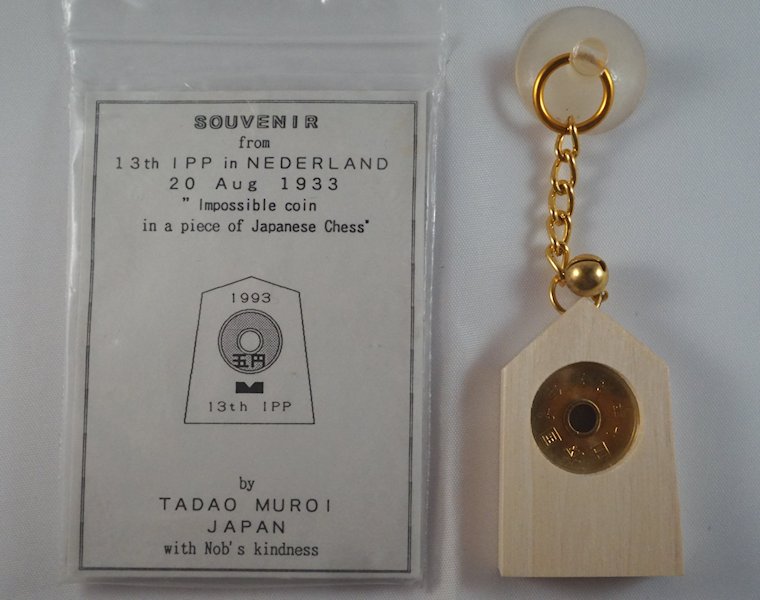 SOUVENIR
from
13th IPP in NEDERLAND
20 Aug 1933
" Impossible coin
in a piece of Japanese Chess"
1993
五円
13th IPP
by
TADAO MUROI
JAPAN
with Nob's kindness